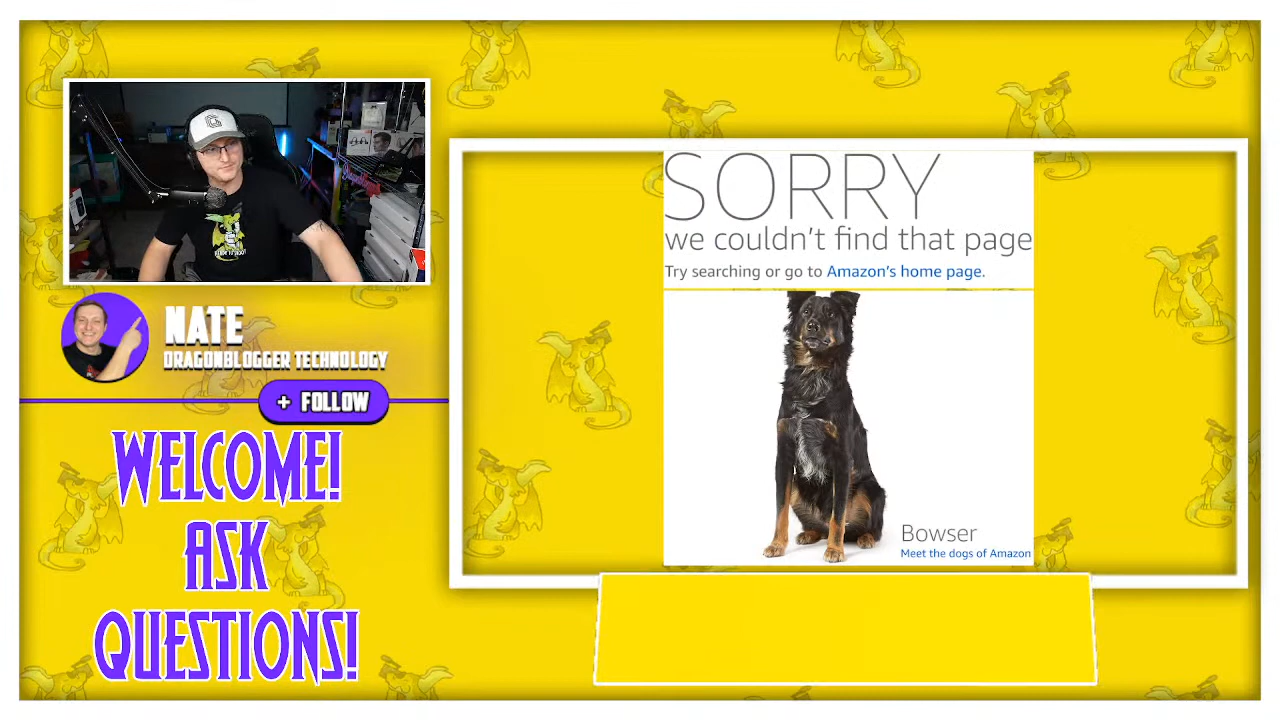 NATE
DRAGONBLOGGER TECHNOLOGY
+ FOLLOW
WELCOME!
ASK
QUESTIONS!
SORRY
we couldn't find that page
Try searching or go to Amazon's home page.
Bowser
Meet the dogs of Amazon